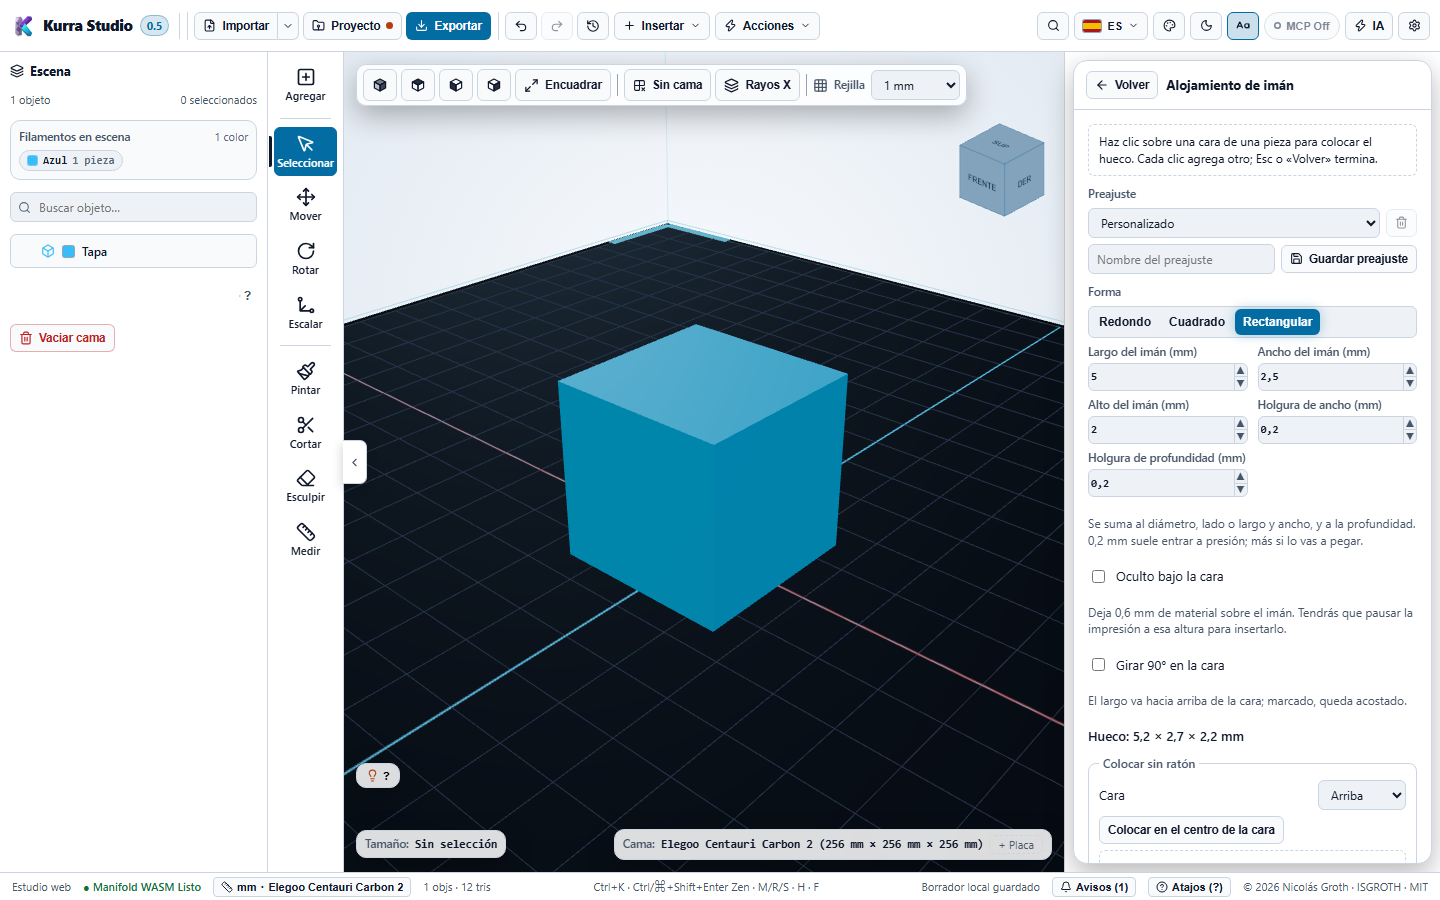 Kurra Studio 0.5
Importar
Proyecto
Exportar
Insertar
Acciones
ES
Aa
MCP Off
IA
Escena
1 objeto
0 seleccionados
Filamentos en escena
1 color
Azul 1 pieza
Buscar objeto...
Tapa
?
Vaciar cama
Agregar
Seleccionar
Mover
Rotar
Escalar
Pintar
Cortar
Esculpir
Medir
Encuadrar
Sin cama
Rayos X
Rejilla
1 mm
SUP
FRENTE
DER
?
Tamaño: Sin selección
Cama: Elegoo Centauri Carbon 2 (256 mm × 256 mm × 256 mm)
+ Placa
Volver
Alojamiento de imán
Haz clic sobre una cara de una pieza para colocar el
hueco. Cada clic agrega otro; Esc o «Volver» termina.
Preajuste
Personalizado
Nombre del preajuste
Guardar preajuste
Forma
Redondo
Cuadrado
Rectangular
Largo del imán (mm)
Ancho del imán (mm)
5
2,5
Alto del imán (mm)
Holgura de ancho (mm)
2
0,2
Holgura de profundidad (mm)
0,2
Se suma al diámetro, lado o largo y ancho, y a la profundidad.
0,2 mm suele entrar a presión; más si lo vas a pegar.
Oculto bajo la cara
Deja 0,6 mm de material sobre el imán. Tendrás que pausar la
impresión a esa altura para insertarlo.
Girar 90° en la cara
El largo va hacia arriba de la cara; marcado, queda acostado.
Hueco: 5,2 × 2,7 × 2,2 mm
Colocar sin ratón
Cara
Arriba
Colocar en el centro de la cara
Estudio web
Manifold WASM Listo
mm · Elegoo Centauri Carbon 2
1 objs · 12 tris
Ctrl+K · Ctrl/⌘+Shift+Enter Zen · M/R/S · H · F
Borrador local guardado
Avisos (1)
Atajos (?)
© 2026 Nicolás Groth · ISGROTH · MIT